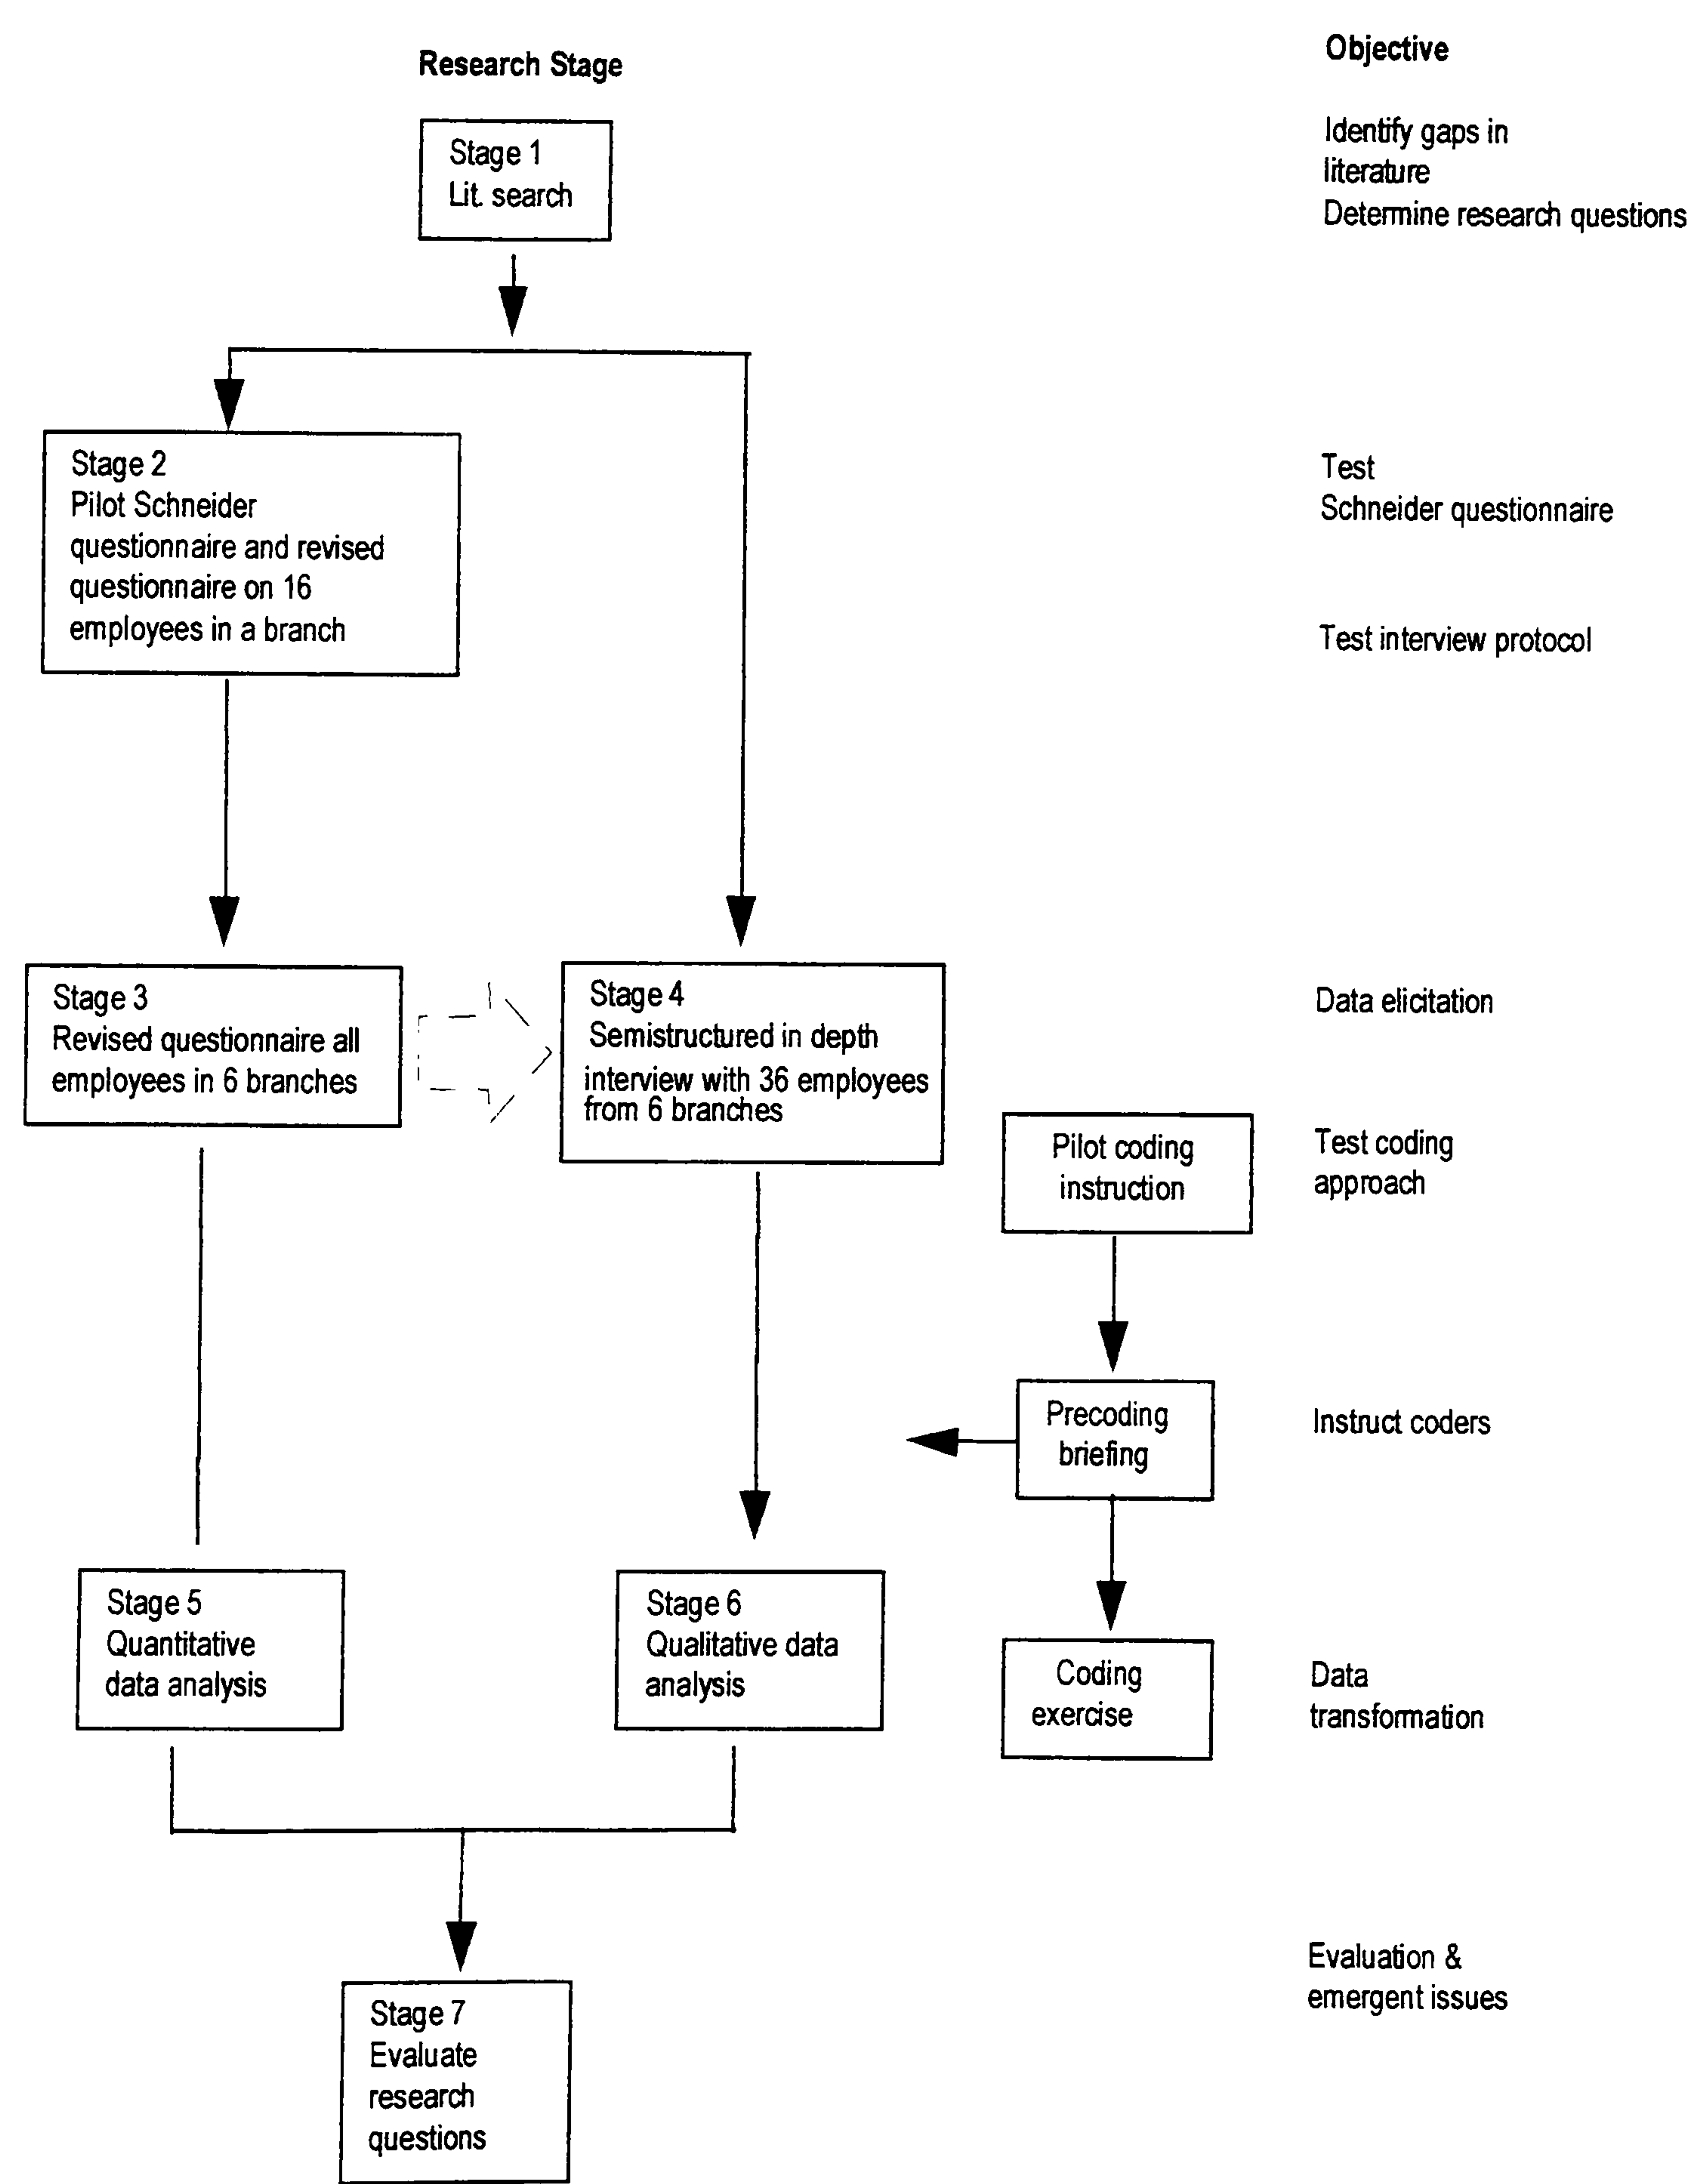 Research Stage
Objective
Stage 1
Lit. search
Identify gaps in
literature
Determine research questions
Stage 2
Pilot Schneider
questionnaire and revised
questionnaire on 16
employees in a branch
Test
Schneider questionnaire
Test interview protocol
Stage 3
Revised questionnaire all
employees in 6 branches
Stage 4
Semistructured in depth
interview with 36 employees
from 6 branches
Data elicitation
Pilot coding
instruction
Test coding
approach
Precoding
briefing
Instruct coders
Stage 5
Quantitative
data analysis
Stage 6
Qualitative data
analysis
Coding
exercise
Data
transformation
Stage 7
Evaluate
research
questions
Evaluation &
emergent issues